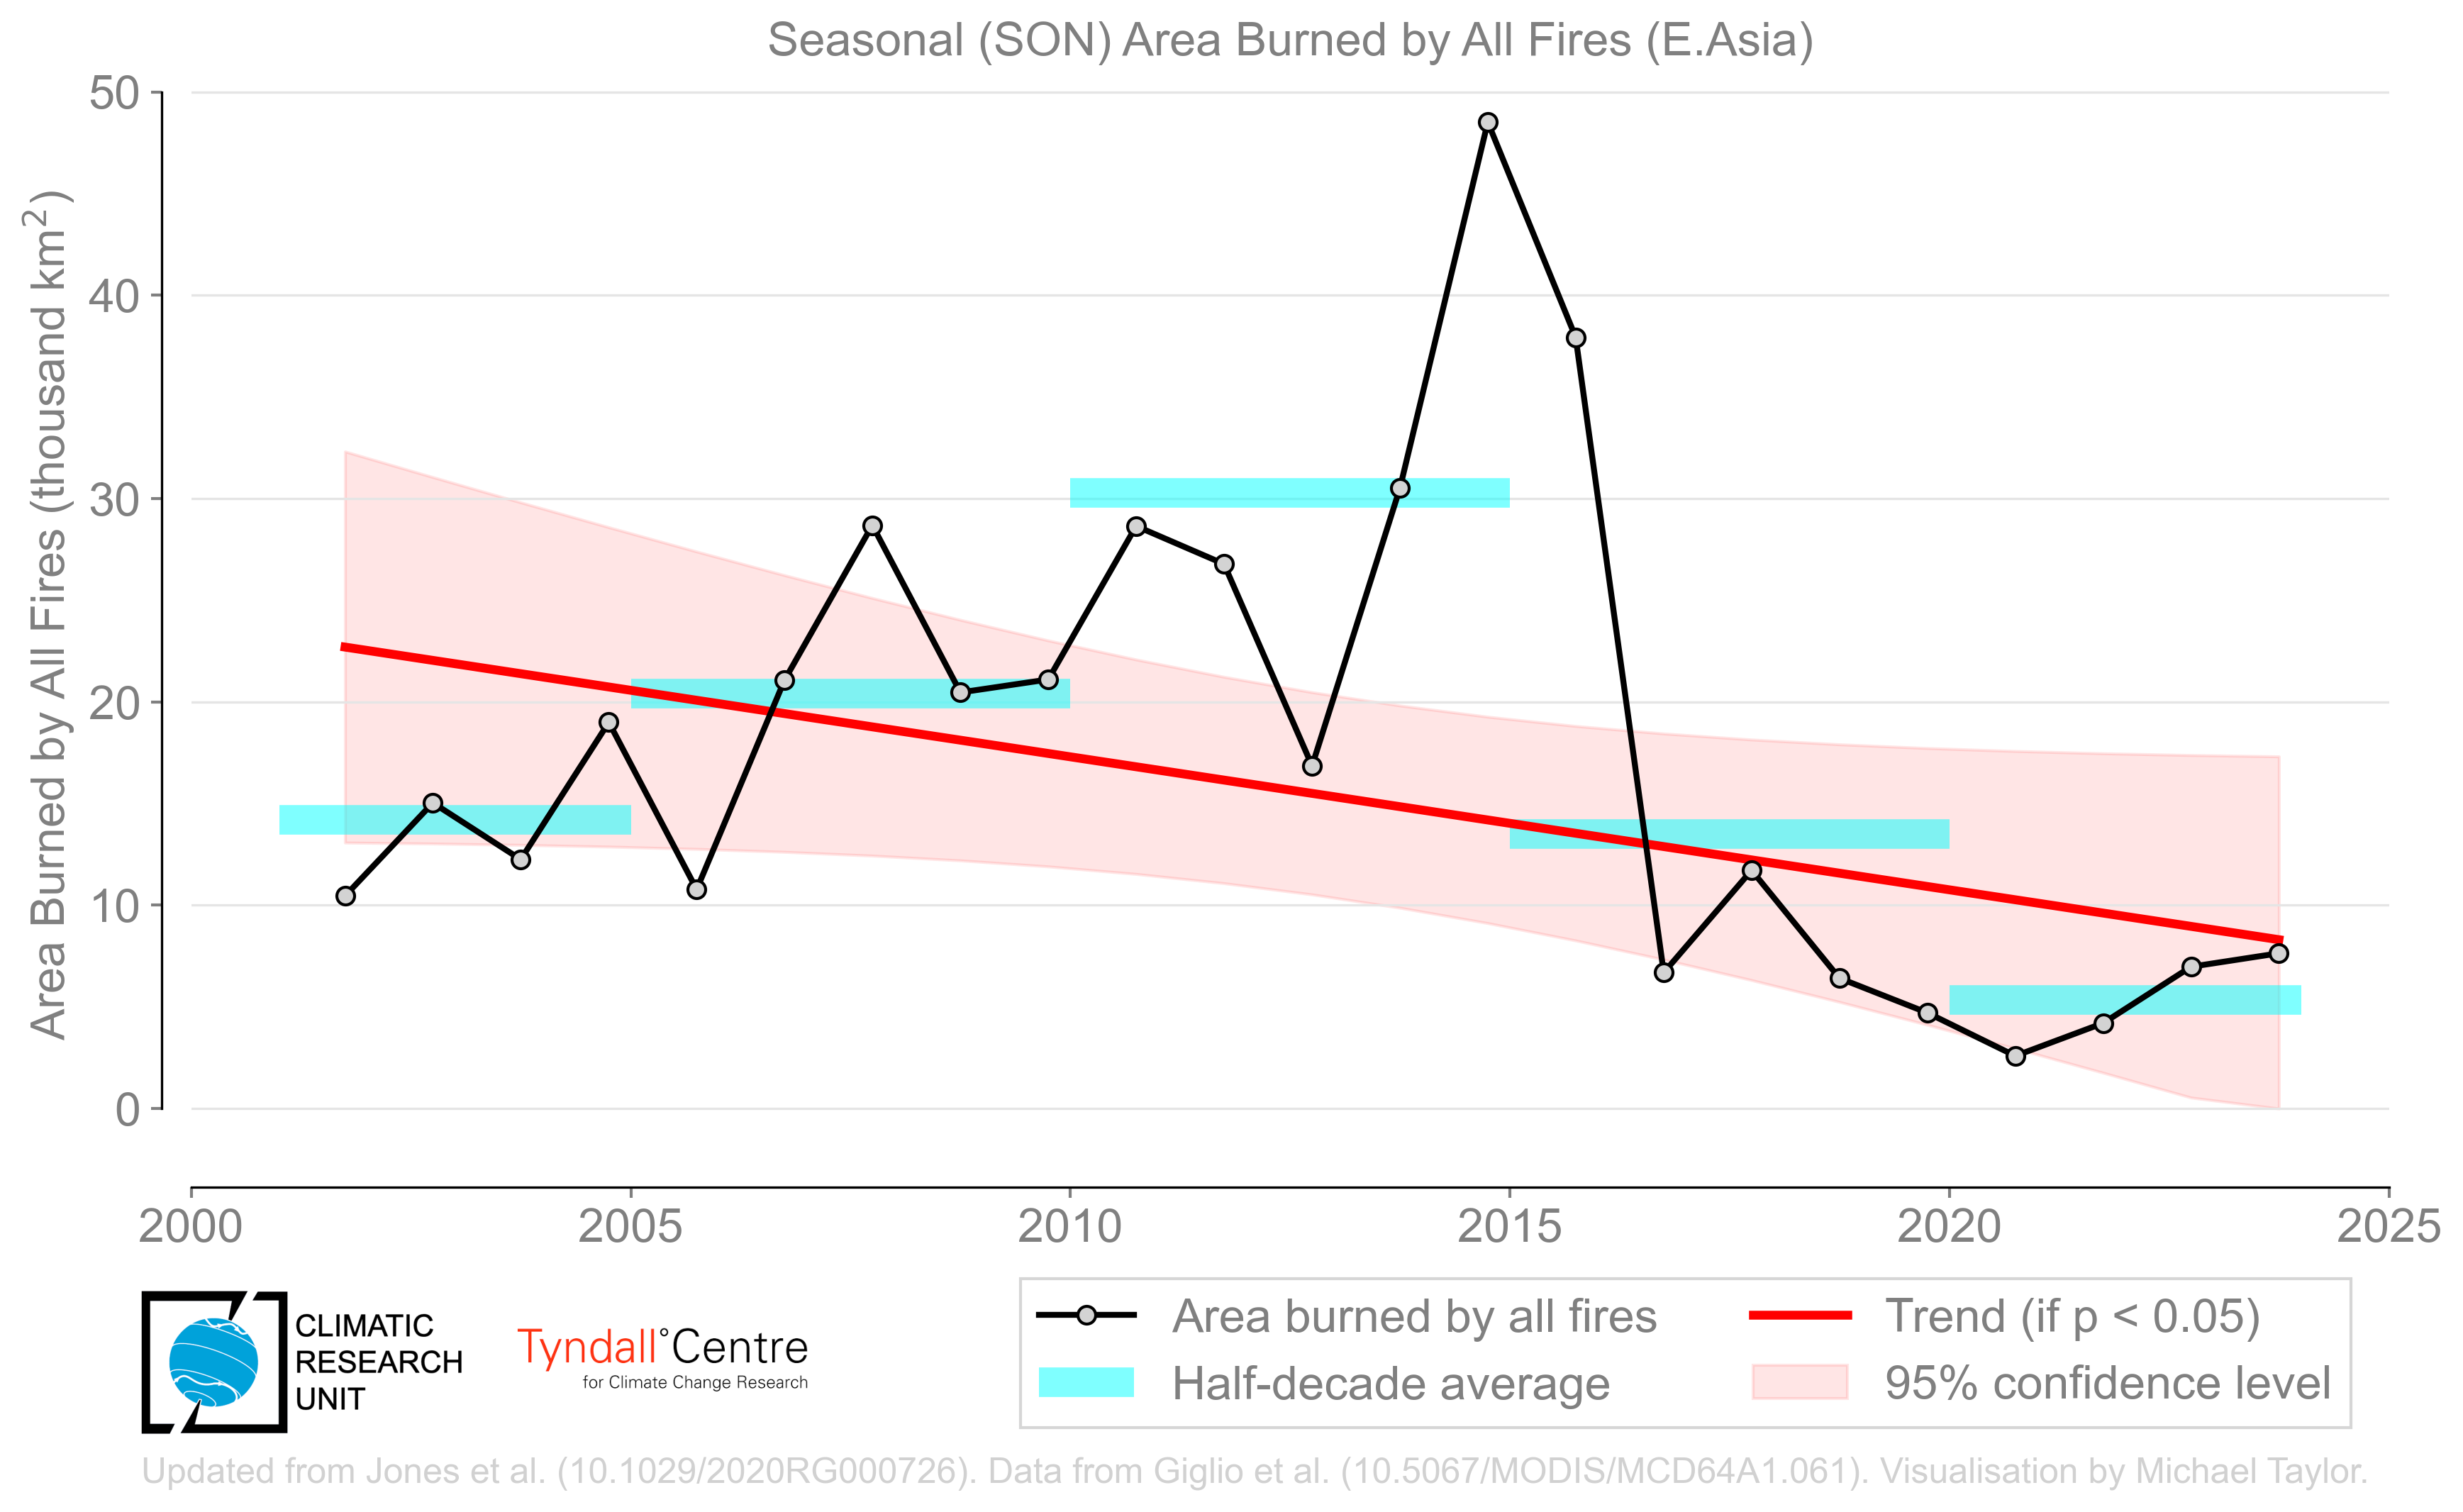 Seasonal (SON) Area Burned by All Fires (E.Asia)
Area Burned by All Fires (thousand km²)
50
40
30
20
10
0
2000 2005 2010 2015 2020 2025
CLIMATIC
RESEARCH
UNIT
Tyndall°Centre
for Climate Change Research
Area burned by all fires
Half-decade average
Trend (if p < 0.05)
95% confidence level
Updated from Jones et al. (10.1029/2020RG000726). Data from Giglio et al. (10.5067/MODIS/MCD64A1.061). Visualisation by Michael Taylor.